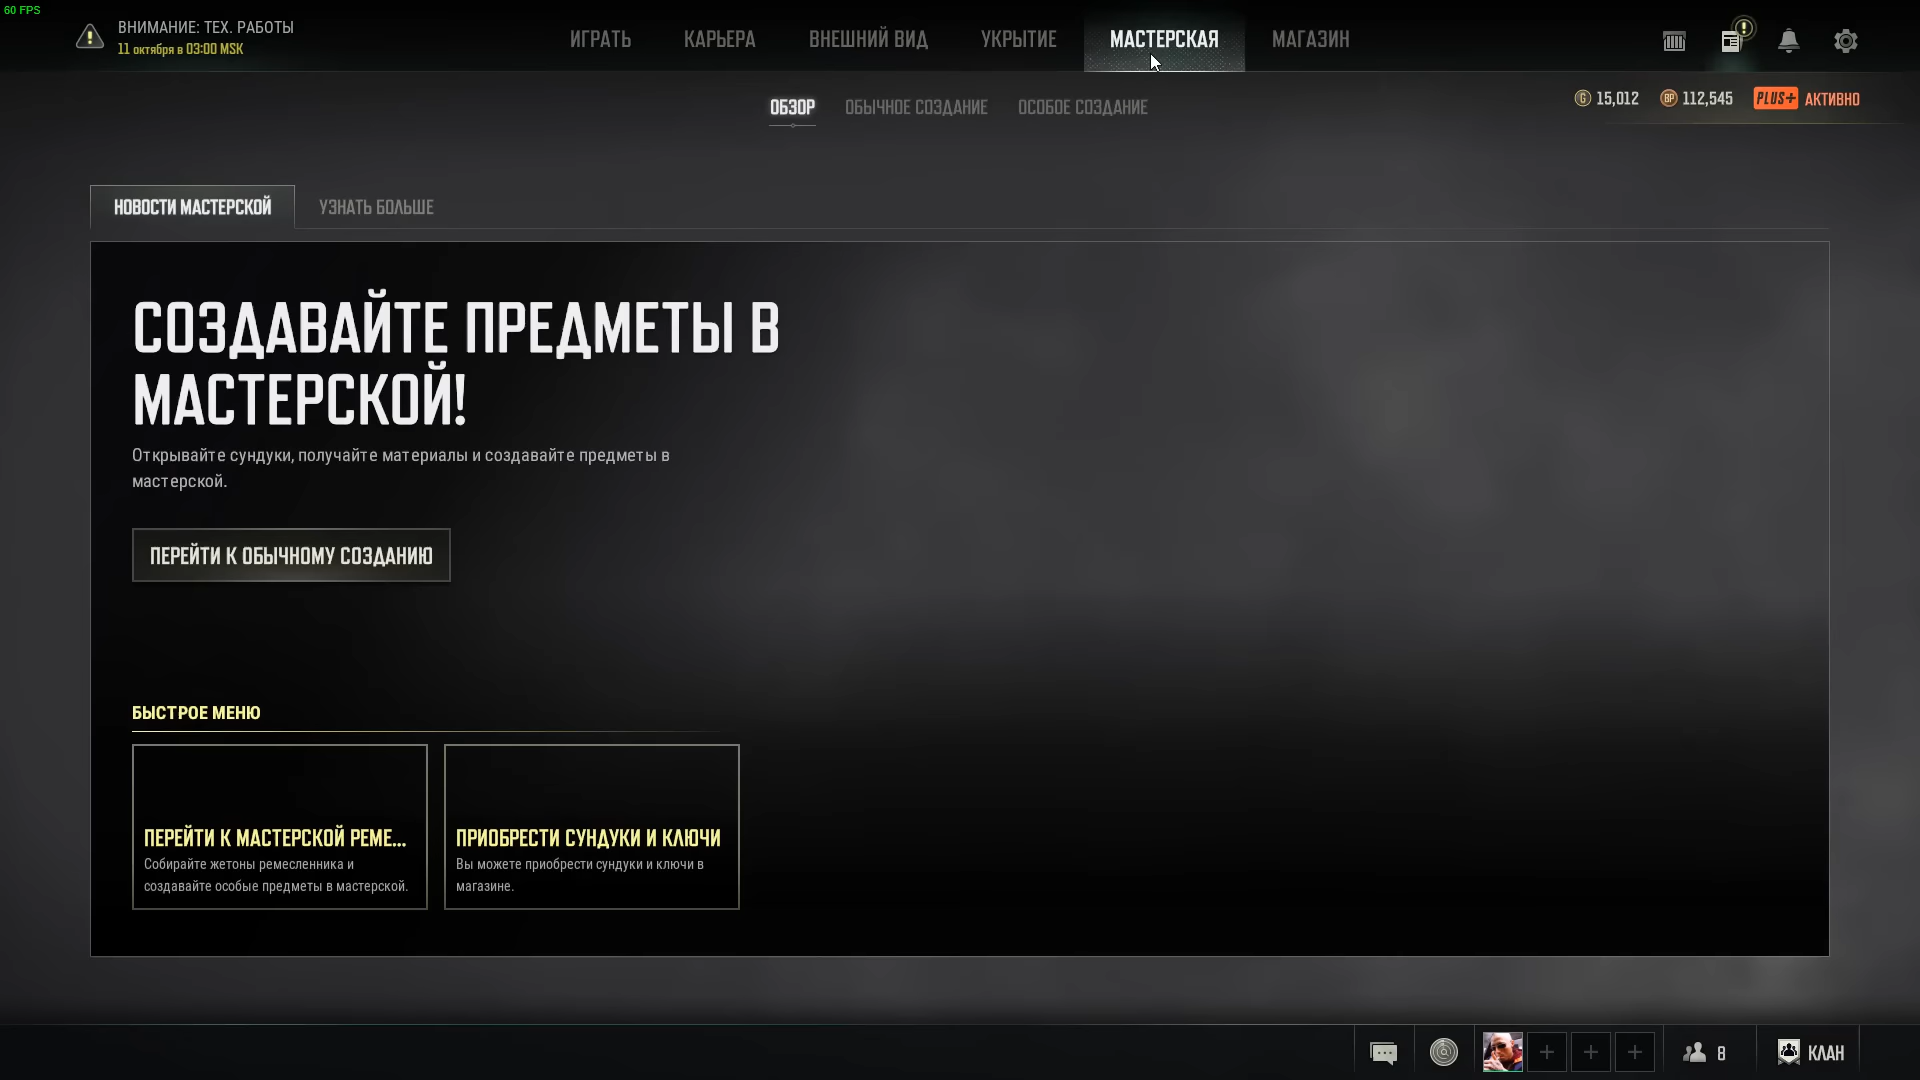 60 FPS
ВНИМАНИЕ: ТЕХ. РАБОТЫ
11 октября в 03:00 MSK
ИГРАТЬ
КАРЬЕРА
ВНЕШНИЙ ВИД
УКРЫТИЕ
МАСТЕРСКАЯ
МАГАЗИН
ОБЗОР
ОБЫЧНОЕ СОЗДАНИЕ
ОСОБОЕ СОЗДАНИЕ
G 15,012
BP 112,545
PLUS+ АКТИВНО
НОВОСТИ МАСТЕРСКОЙ
УЗНАТЬ БОЛЬШЕ
СОЗДАВАЙТЕ ПРЕДМЕТЫ В
МАСТЕРСКОЙ!
Открывайте сундуки, получайте материалы и создавайте предметы в
мастерской.
ПЕРЕЙТИ К ОБЫЧНОМУ СОЗДАНИЮ
БЫСТРОЕ МЕНЮ
ПЕРЕЙТИ К МАСТЕРСКОЙ РЕМЕ...
Собирайте жетоны ремесленника и
создавайте особые предметы в мастерской.
ПРИОБРЕСТИ СУНДУКИ И КЛЮЧИ
Вы можете приобрести сундуки и ключи в
магазине.
8
КЛАН